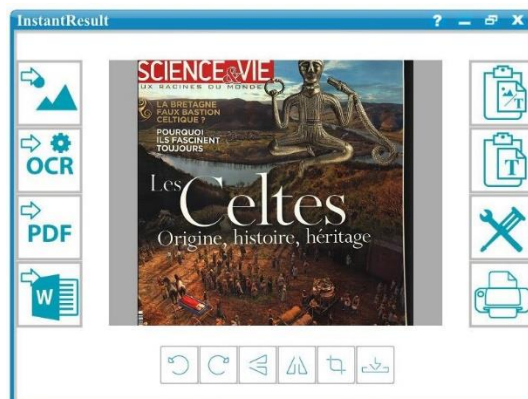 InstantResult
?
SCIENCE & VIE
UX RACINES DU MONDE
LA BRETAGNE
FAUX BASTION
CELTIQUE ?
POURQUOI
ILS FASCINENT
TOUJOURS
Les
Celtes
Origine, histoire, héritage
OCR
PDF
W
T
T